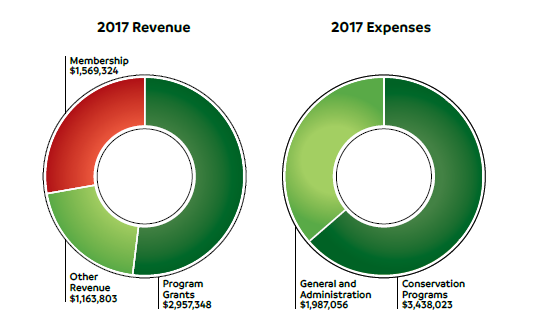 2017 Revenue
Membership
$1,569,324
Other
Revenue
$1,163,803
Program
Grants
$2,957,348
2017 Expenses
General and
Administration
$1,987,056
Conservation
Programs
$3,438,023